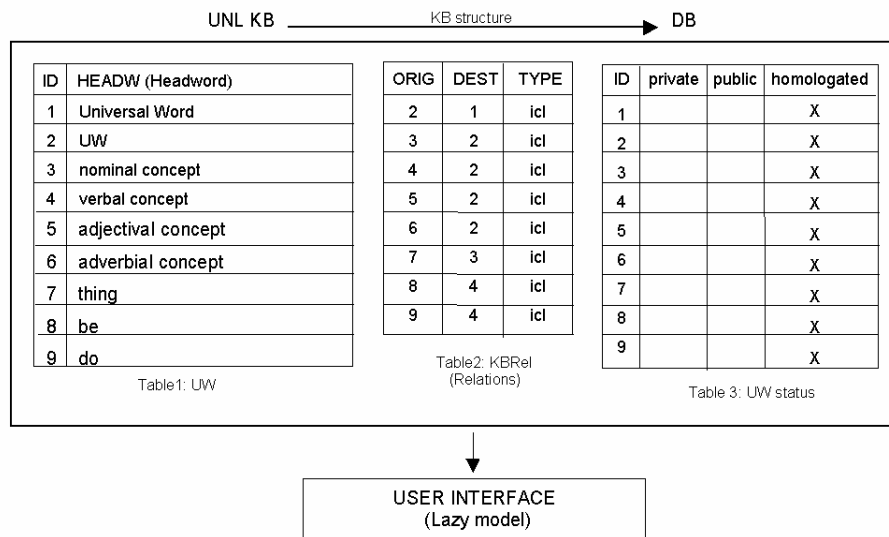 UNL KB KB structure DB
ID HEADW (Headword)
1 Universal Word
2 UW
3 nominal concept
4 verbal concept
5 adjectival concept
6 adverbial concept
7 thing
8 be
9 do
Table1: UW
ORIG DEST TYPE
2 1 icl
3 2 icl
4 2 icl
5 2 icl
6 2 icl
7 3 icl
8 4 icl
9 4 icl
Table2: KBRel
(Relations)
ID private public homologated
1 X
2 X
3 X
4 X
5 X
6 X
7 X
8 X
9 X
Table 3: UW status
USER INTERFACE
(Lazy model)